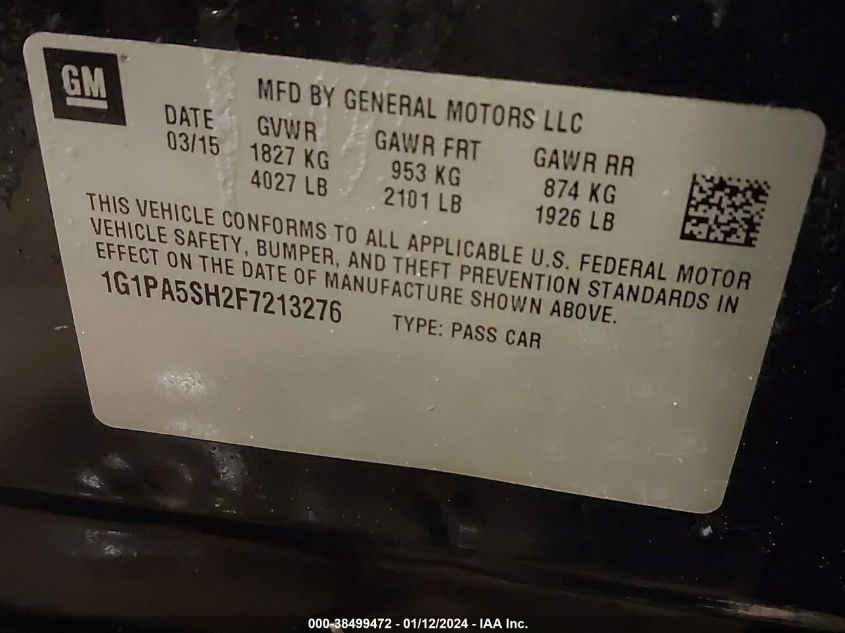 GM
MFD BY GENERAL MOTORS LLC
DATE GVWR GAWR FRT GAWR RR
03/15 1827 KG 953 KG 874 KG
4027 LB 2101 LB 1926 LB
THIS VEHICLE CONFORMS TO ALL APPLICABLE U.S. FEDERAL MOTOR
VEHICLE SAFETY, BUMPER, AND THEFT PREVENTION STANDARDS IN
EFFECT ON THE DATE OF MANUFACTURE SHOWN ABOVE.
1G1PA5SH2F7213276 TYPE: PASS CAR
000-38499472 - 01/12/2024 - IAA Inc.